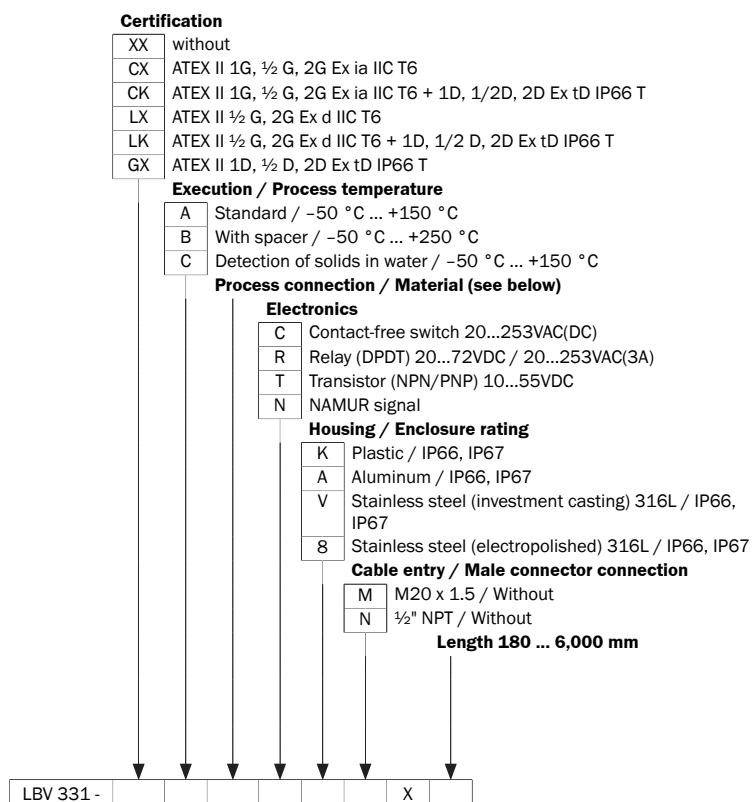 Certification
XX without
CX ATEX II 1G, ½ G, 2G Ex ia IIC T6
CK ATEX II 1G, ½ G, 2G Ex ia IIC T6 + 1D, 1/2D, 2D Ex tD IP66 T
LX ATEX II ½ G, 2G Ex d IIC T6
LK ATEX II ½ G, 2G Ex d IIC T6 + 1D, 1/2 D, 2D Ex tD IP66 T
GX ATEX II 1D, ½ D, 2D Ex tD IP66 T
Execution / Process temperature
A Standard / –50 °C ... +150 °C
B With spacer / –50 °C ... +250 °C
C Detection of solids in water / –50 °C ... +150 °C
Process connection / Material (see below)
Electronics
C Contact-free switch 20...253VAC(DC)
R Relay (DPDT) 20...72VDC / 20...253VAC(3A)
T Transistor (NPN/PNP) 10...55VDC
N NAMUR signal
Housing / Enclosure rating
K Plastic / IP66, IP67
A Aluminum / IP66, IP67
V Stainless steel (investment casting) 316L / IP66,
IP67
8 Stainless steel (electropolished) 316L / IP66, IP67
Cable entry / Male connector connection
M M20 x 1.5 / Without
N ½" NPT / Without
Length 180 ... 6,000 mm
LBV 331 - X